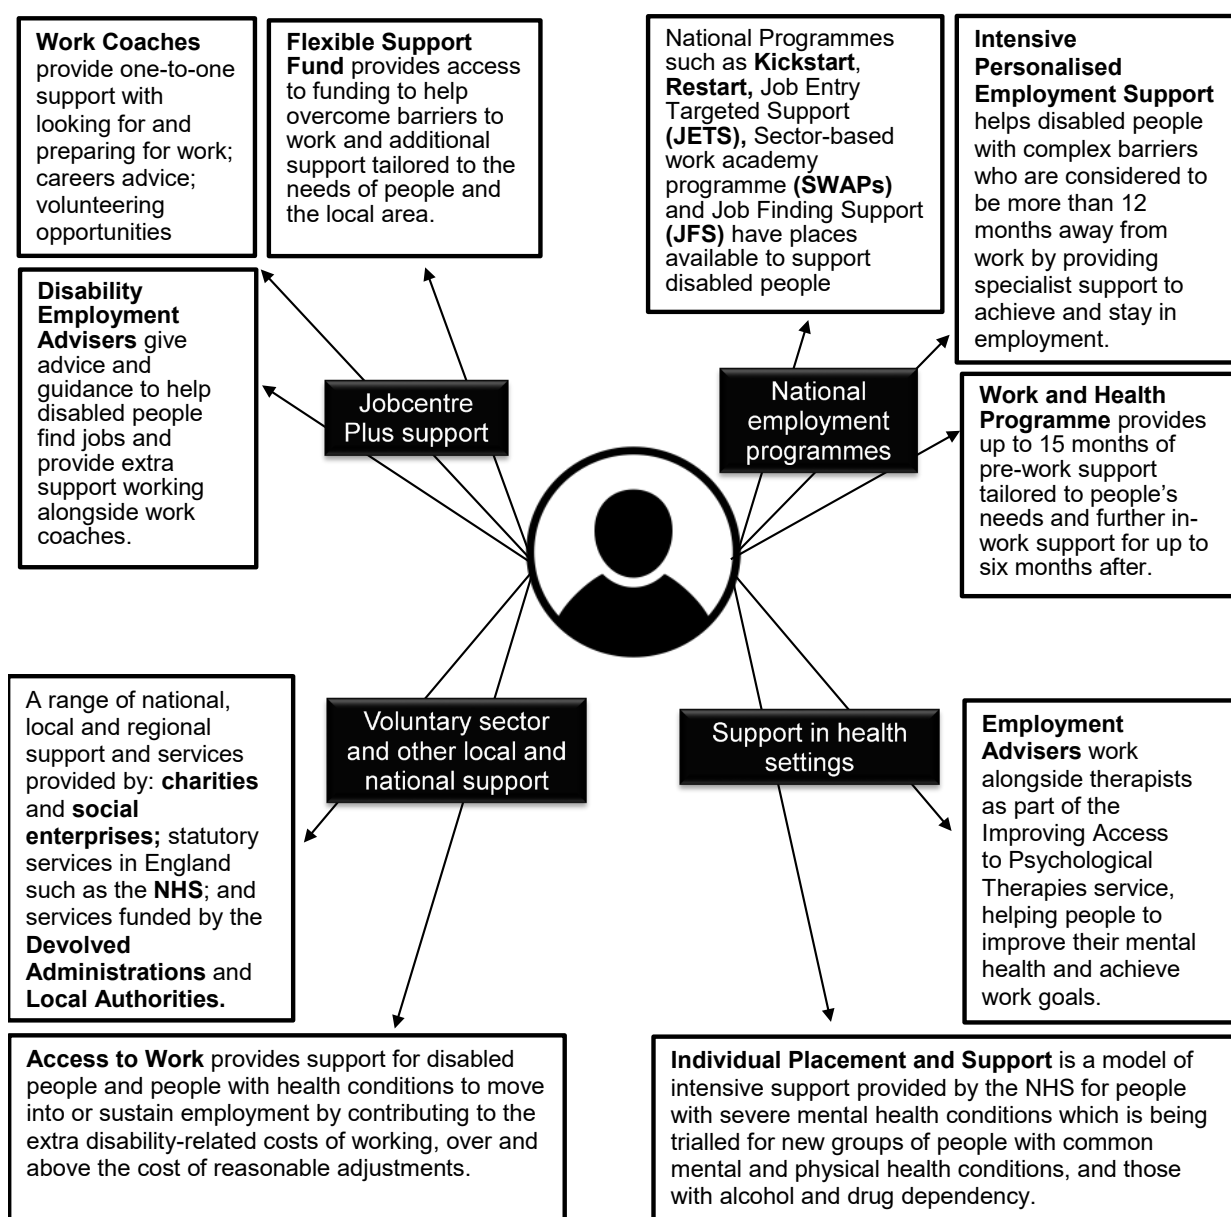 Work Coaches
provide one-to-one
support with
looking for and
preparing for work;
careers advice;
volunteering
opportunities
Flexible Support
Fund provides access
to funding to help
overcome barriers to
work and additional
support tailored to the
needs of people and
the local area.
National Programmes
such as Kickstart,
Restart, Job Entry
Targeted Support
(JETS), Sector-based
work academy
programme (SWAPs)
and Job Finding Support
(JFS) have places
available to support
disabled people
Intensive
Personalised
Employment Support
helps disabled people
with complex barriers
who are considered to
be more than 12
months away from
work by providing
specialist support to
achieve and stay in
employment.
Disability
Employment
Advisers give
advice and
guidance to help
disabled people
find jobs and
provide extra
support working
alongside work
coaches.
Jobcentre
Plus support
National
employment
programmes
Work and Health
Programme provides
up to 15 months of
pre-work support
tailored to people’s
needs and further in-
work support for up to
six months after.
A range of national,
local and regional
support and services
provided by: charities
and social
enterprises; statutory
services in England
such as the NHS; and
services funded by the
Devolved
Administrations and
Local Authorities.
Voluntary sector
and other local and
national support
Support in health
settings
Employment
Advisers work
alongside therapists
as part of the
Improving Access
to Psychological
Therapies service,
helping people to
improve their mental
health and achieve
work goals.
Access to Work provides support for disabled
people and people with health conditions to move
into or sustain employment by contributing to the
extra disability-related costs of working, over and
above the cost of reasonable adjustments.
Individual Placement and Support is a model of
intensive support provided by the NHS for people
with severe mental health conditions which is being
trialled for new groups of people with common
mental and physical health conditions, and those
with alcohol and drug dependency.